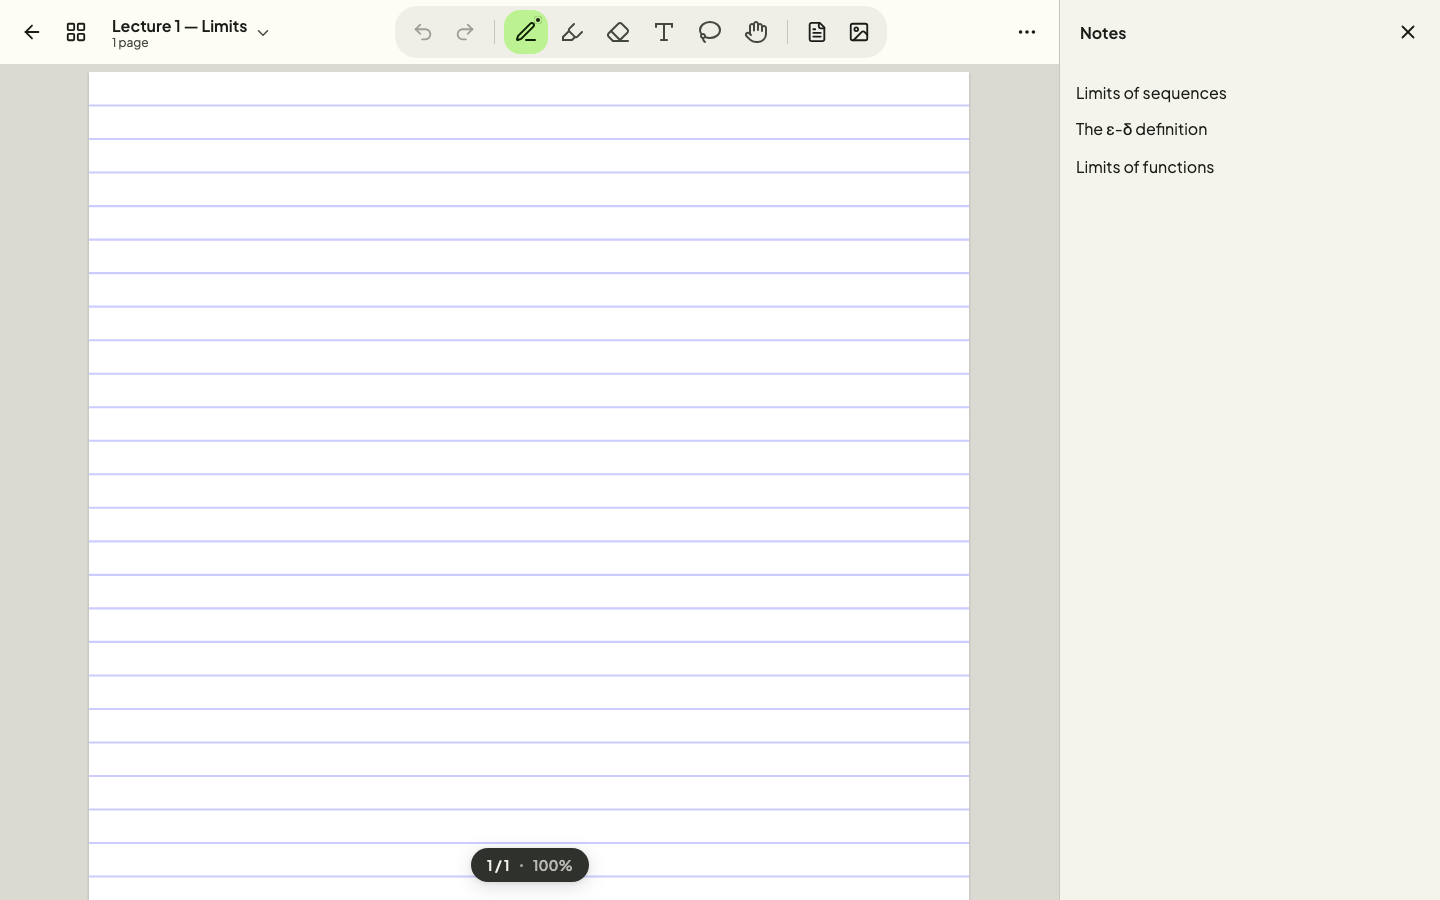 Lecture 1 — Limits
1 page
Notes
Limits of sequences
The ε-δ definition
Limits of functions
1 / 1 · 100%